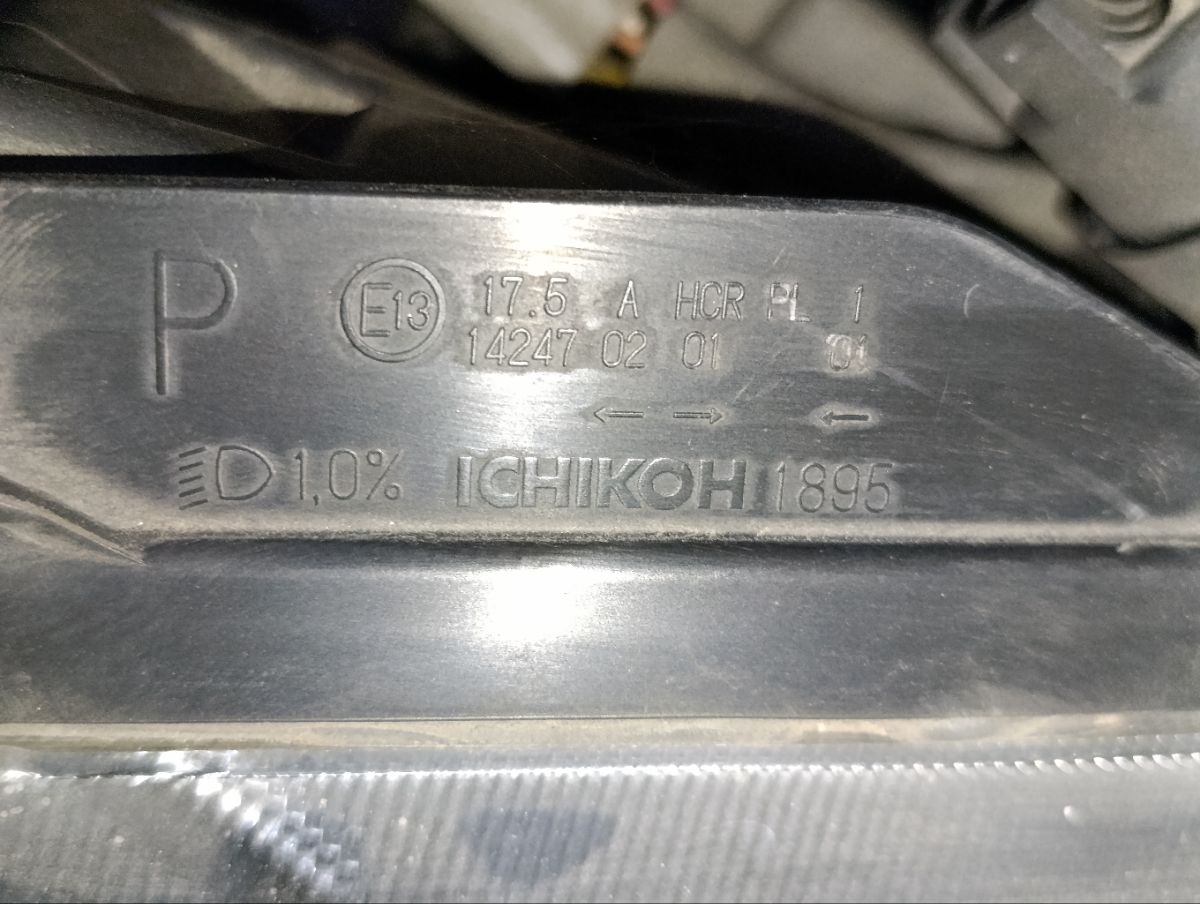 P E13 17.5 A HCR PL 1
14247 02 01 01
← → ←
1,0% ICHIKOH 1895